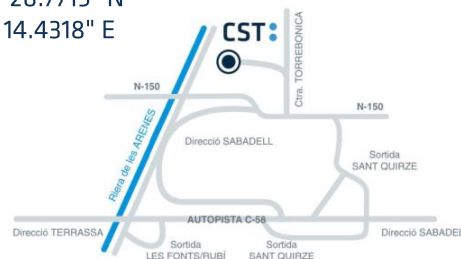 28.7715" N
14.4318" E
CST:
Ctra. TORREBONICA
N-150
N-150
Riera de les ARENES
Direcció SABADELL
Sortida
SANT QUIRZE
AUTOPISTA C-58
Direcció TERRASSA
Sortida
LES FONTS/RUBÍ
Sortida
SANT QUIRZE
Direcció SABADEL